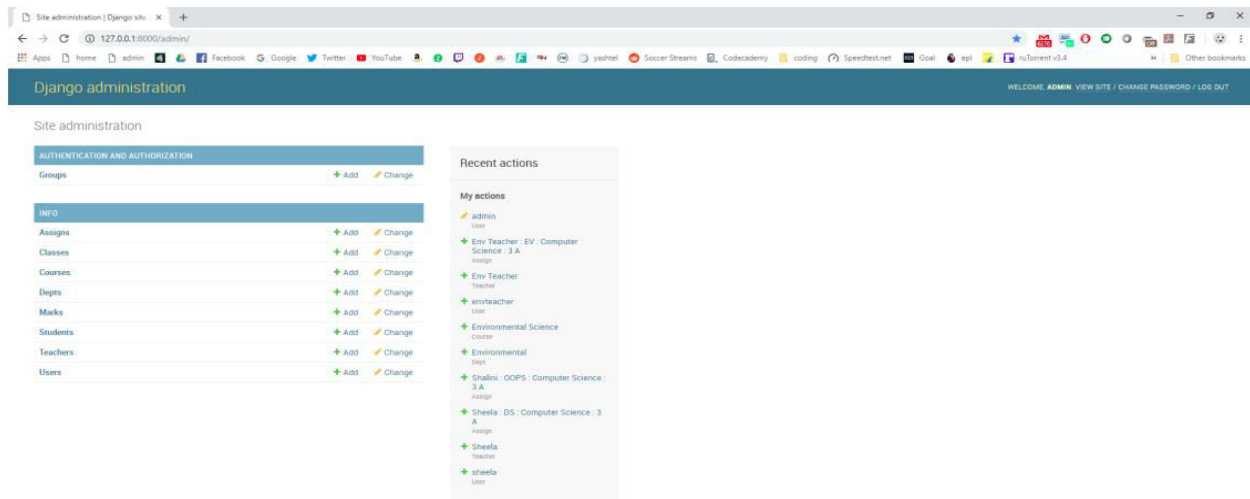 Site administration | Django site
127.0.0.1:8000/admin/
Apps home admin Facebook Google Twitter YouTube yashtel Soccer Streams Codecademy coding Speedtest.net Goal epl ruTorrent v3.4 Other bookmarks
Django administration
WELCOME, ADMIN. VIEW SITE / CHANGE PASSWORD / LOG OUT
Site administration
AUTHENTICATION AND AUTHORIZATION
Groups + Add Change
INFO
Assigns + Add Change
Classes + Add Change
Courses + Add Change
Depts + Add Change
Marks + Add Change
Students + Add Change
Teachers + Add Change
Users + Add Change
Recent actions
My actions
admin
User
+ Env Teacher : EV : Computer
Science : 3 A
Assign
+ Env Teacher
Teacher
+ envteacher
User
+ Environmental Science
Course
+ Environmental
Dept
+ Shalini : OOPS : Computer Science :
3 A
Assign
+ Sheela : DS : Computer Science : 3
A
Assign
+ Sheela
Teacher
+ sheela
User